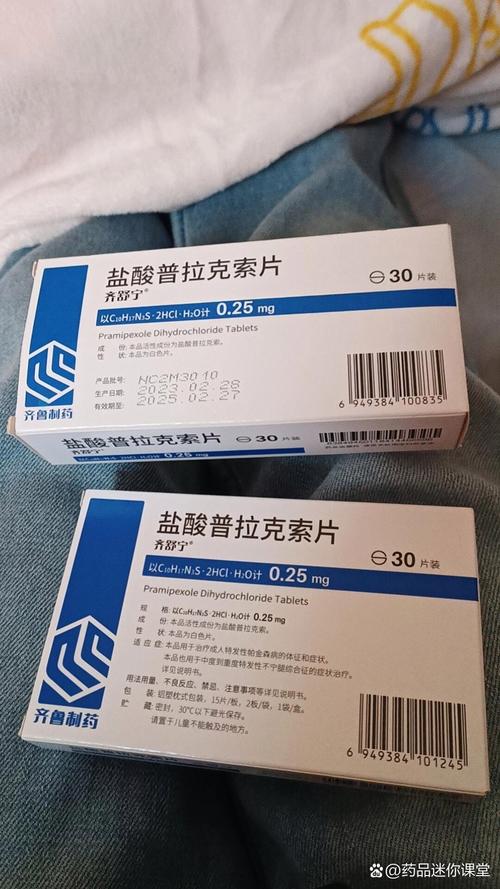 盐酸普拉克索片
齐舒宁®
30片装
以C₁₀H₁₇N₃S·2HCl·H₂O计 0.25 mg
Pramipexole Dihydrochloride Tablets
成 份: 本品活性成份为盐酸普拉克索。
性 状: 本品为白色片。
产品批号: NC2M3010
生产日期: 2023.02.28
有效期至: 2025.02.27
6 949384 100835
齐鲁制药
盐酸普拉克索片
30片装
齐舒宁®
0.25 mg
盐酸普拉克索片
齐舒宁®
30片装
以C₁₀H₁₇N₃S·2HCl·H₂O计 0.25 mg
Pramipexole Dihydrochloride Tablets
规 格: 以C₁₀H₁₇N₃S·2HCl·H₂O计 0.25 mg
成 份: 本品活性成份为盐酸普拉克索。
性 状: 本品为白色片。
适 应 症: 本品用于治疗成人特发性帕金森病的体征和症状。
本品也用于中度到重度特发性不宁腿综合征的症状治疗。
详见说明书。
用法用量、不良反应、禁忌、注意事项等详见说明书。
包 装: 铝塑枕式包装, 15片/板, 2板/袋, 1袋/盒。
贮 藏: 密封, 30℃以下避光保存。
请置于儿童不能触及的地方。
6 949384 101245
齐鲁制药
@药品迷你课堂